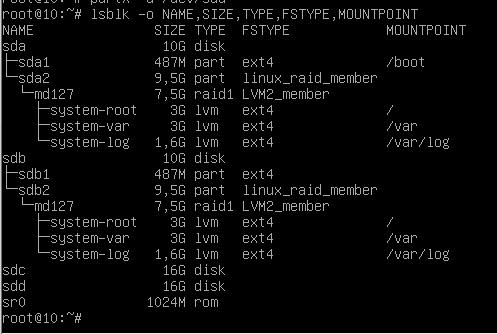 root@10:~# partx -u /dev/sda
root@10:~# lsblk -o NAME,SIZE,TYPE,FSTYPE,MOUNTPOINT
NAME SIZE TYPE FSTYPE MOUNTPOINT
sda 10G disk
├─sda1 487M part ext4 /boot
└─sda2 9,5G part linux_raid_member
  └─md127 7,5G raid1 LVM2_member
    ├─system-root 3G lvm ext4 /
    ├─system-var 3G lvm ext4 /var
    └─system-log 1,6G lvm ext4 /var/log
sdb 10G disk
├─sdb1 487M part ext4
└─sdb2 9,5G part linux_raid_member
  └─md127 7,5G raid1 LVM2_member
    ├─system-root 3G lvm ext4 /
    ├─system-var 3G lvm ext4 /var
    └─system-log 1,6G lvm ext4 /var/log
sdc 16G disk
sdd 16G disk
sr0 1024M rom
root@10:~#